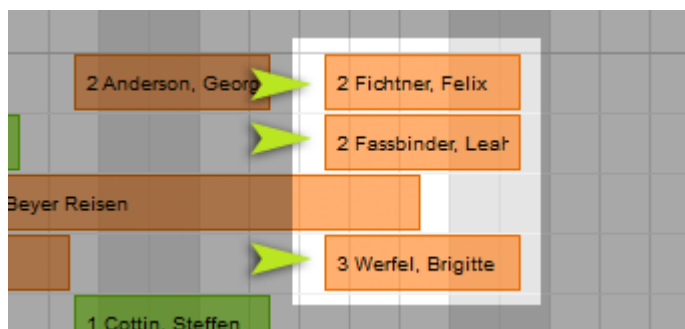 2 Anderson, Georg
2 Fichtner, Felix
2 Fassbinder, Leah
Beyer Reisen
3 Werfel, Brigitte
1 Cottin, Steffen